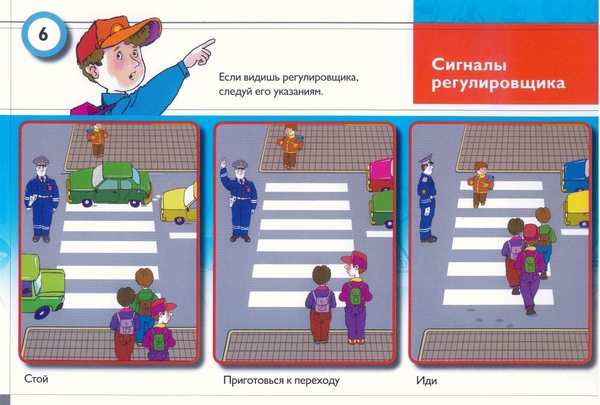 6
Если видишь регулировщика,
следуй его указаниям.
Сигналы
регулировщика
Стой
Приготовься к переходу
Иди